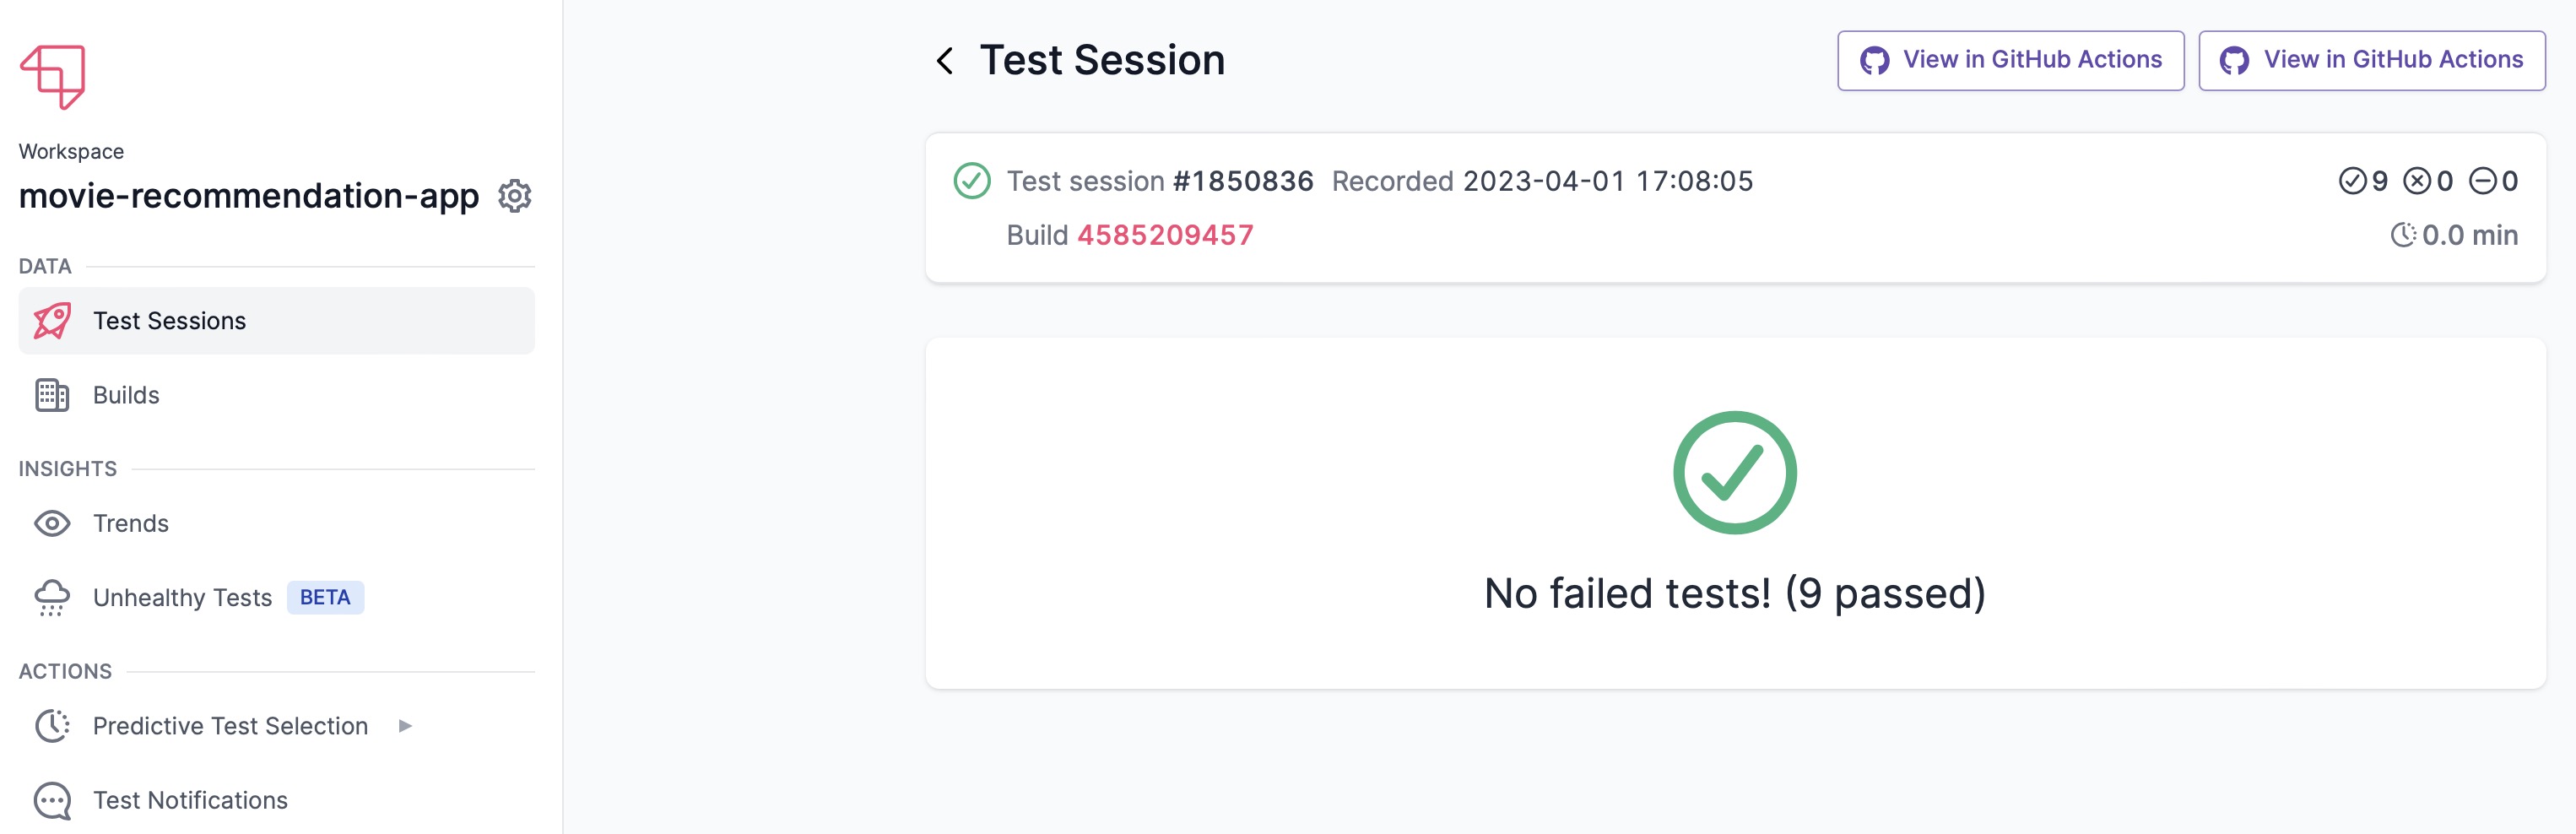 Workspace
movie-recommendation-app
DATA
Test Sessions
Builds
INSIGHTS
Trends
Unhealthy Tests BETA
ACTIONS
Predictive Test Selection
Test Notifications
Test Session
View in GitHub Actions
View in GitHub Actions
Test session #1850836 Recorded 2023-04-01 17:08:05
9 0 0
Build 4585209457
0.0 min
No failed tests! (9 passed)